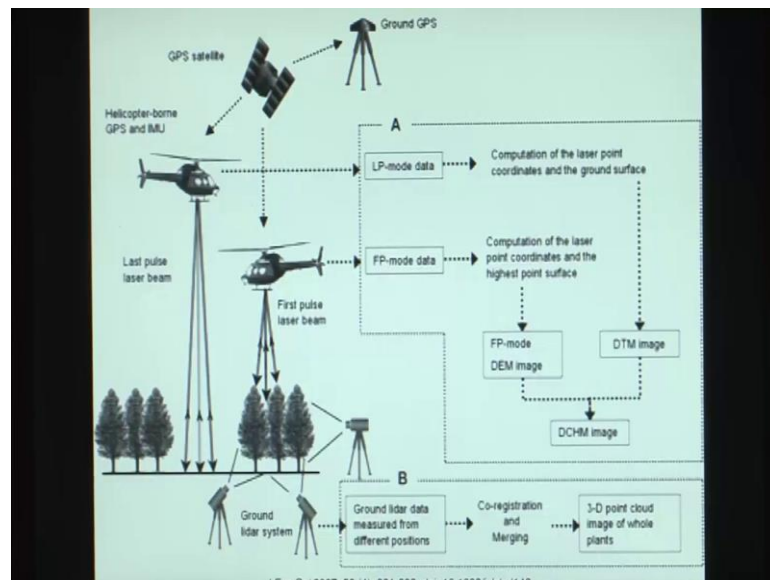 Ground GPS
GPS satellite
Helicopter-borne
GPS and IMU
A
LP-mode data
Computation of the laser point
coordinates and the ground surface
Last pulse
laser beam
FP-mode data
Computation of the laser
point coordinates and the
highest point surface
First pulse
laser beam
FP-mode
DEM image
DTM image
DCHM image
B
Ground
lidar system
Ground lidar data
measured from
different positions
Co-registration
and
Merging
3-D point cloud
image of whole
plants